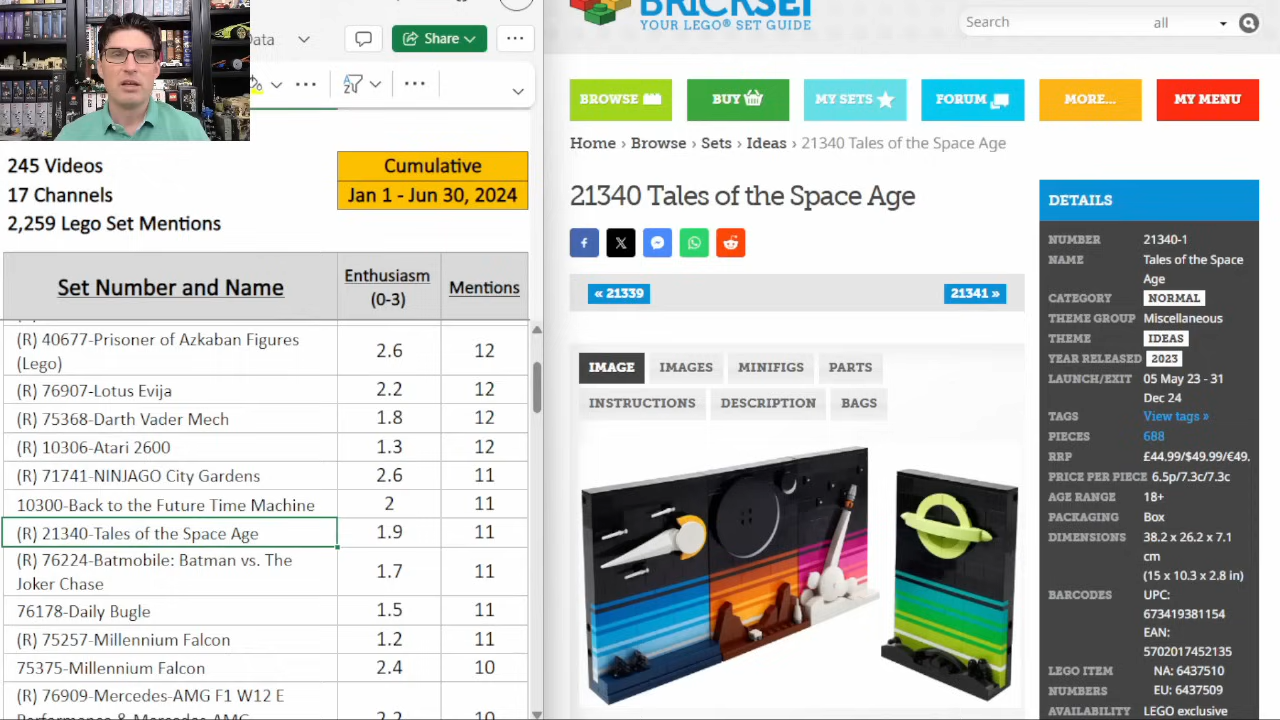 Data
Share
245 Videos
17 Channels
2,259 Lego Set Mentions
Cumulative
Jan 1 - Jun 30, 2024
Set Number and Name
Enthusiasm
(0-3)
Mentions
(R) 40677-Prisoner of Azkaban Figures
(Lego)
2.6
12
(R) 76907-Lotus Evija
2.2
12
(R) 75368-Darth Vader Mech
1.8
12
(R) 10306-Atari 2600
1.3
12
(R) 71741-NINJAGO City Gardens
2.6
11
10300-Back to the Future Time Machine
2
11
(R) 21340-Tales of the Space Age
1.9
11
(R) 76224-Batmobile: Batman vs. The
Joker Chase
1.7
11
76178-Daily Bugle
1.5
11
(R) 75257-Millennium Falcon
1.2
11
75375-Millennium Falcon
2.4
10
(R) 76909-Mercedes-AMG F1 W12 E
Performance & Mercedes-AMG
2.2
10
BRICKSET
YOUR LEGO® SET GUIDE
Search
all
BROWSE
BUY
MY SETS
FORUM
MORE...
MY MENU
Home › Browse › Sets › Ideas › 21340 Tales of the Space Age
21340 Tales of the Space Age
« 21339
21341 »
IMAGE
IMAGES
MINIFIGS
PARTS
INSTRUCTIONS
DESCRIPTION
BAGS
DETAILS
NUMBER 21340-1
NAME Tales of the Space
Age
CATEGORY NORMAL
THEME GROUP Miscellaneous
THEME IDEAS
YEAR RELEASED 2023
LAUNCH/EXIT 05 May 23 - 31
Dec 24
TAGS View tags »
PIECES 688
RRP £44.99/$49.99/€49.
PRICE PER PIECE 6.5p/7.3c/7.3c
AGE RANGE 18+
PACKAGING Box
DIMENSIONS 38.2 x 26.2 x 7.1
cm
(15 x 10.3 x 2.8 in)
BARCODES UPC:
673419381154
EAN:
5702017452135
LEGO ITEM NA: 6437510
NUMBERS EU: 6437509
AVAILABILITY LEGO exclusive